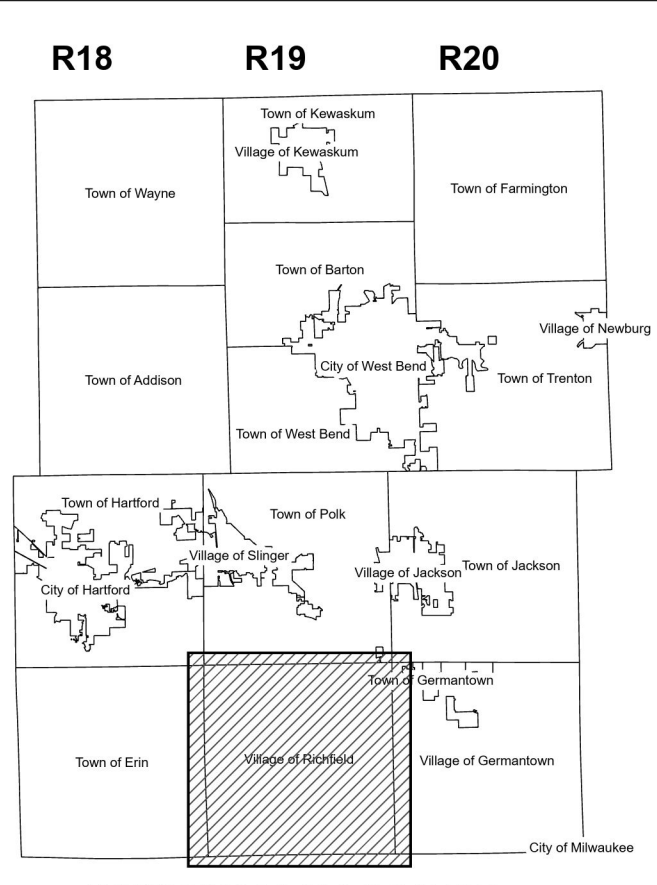 R18 R19 R20
Town of Kewaskum
Village of Kewaskum
Town of Wayne
Town of Farmington
Town of Barton
Village of Newburg
City of West Bend
Town of Addison
Town of Trenton
Town of West Bend
Town of Hartford
Town of Polk
Village of Slinger
Town of Jackson
Village of Jackson
City of Hartford
Town of Germantown
Town of Erin
Village of Richfield
Village of Germantown
City of Milwaukee